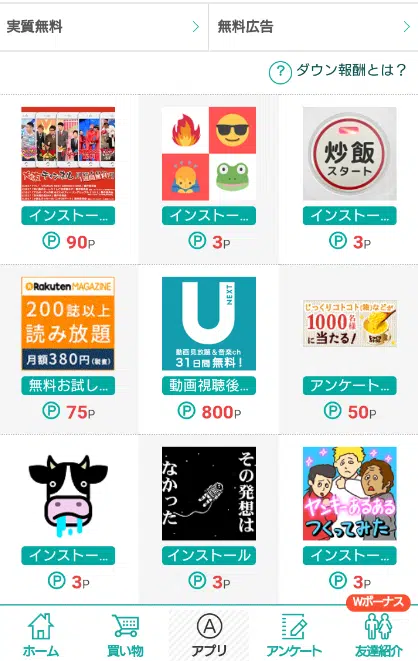 実質無料
無料広告
? ダウン報酬とは？
インストー...
P 90P
インストー...
P 3P
炒飯
スタート
インストー...
P 3P
Rakuten MAGAZINE
200誌以上
読み放題
月額380円(税抜)
無料お試し...
P 75P
U
NEXT
動画見放題&音楽ch
31日間無料!
動画視聴後...
P 800P
じっくりコトコト
などが
1000名様
に当たる!
アンケート...
P 50P
インストー...
P 3P
その発想は
なかった
インストール
P 3P
ヤンキーあるある
つくってみた
インストー...
P 3P
Wボーナス
ホーム
買い物
A
アプリ
アンケート
友達紹介